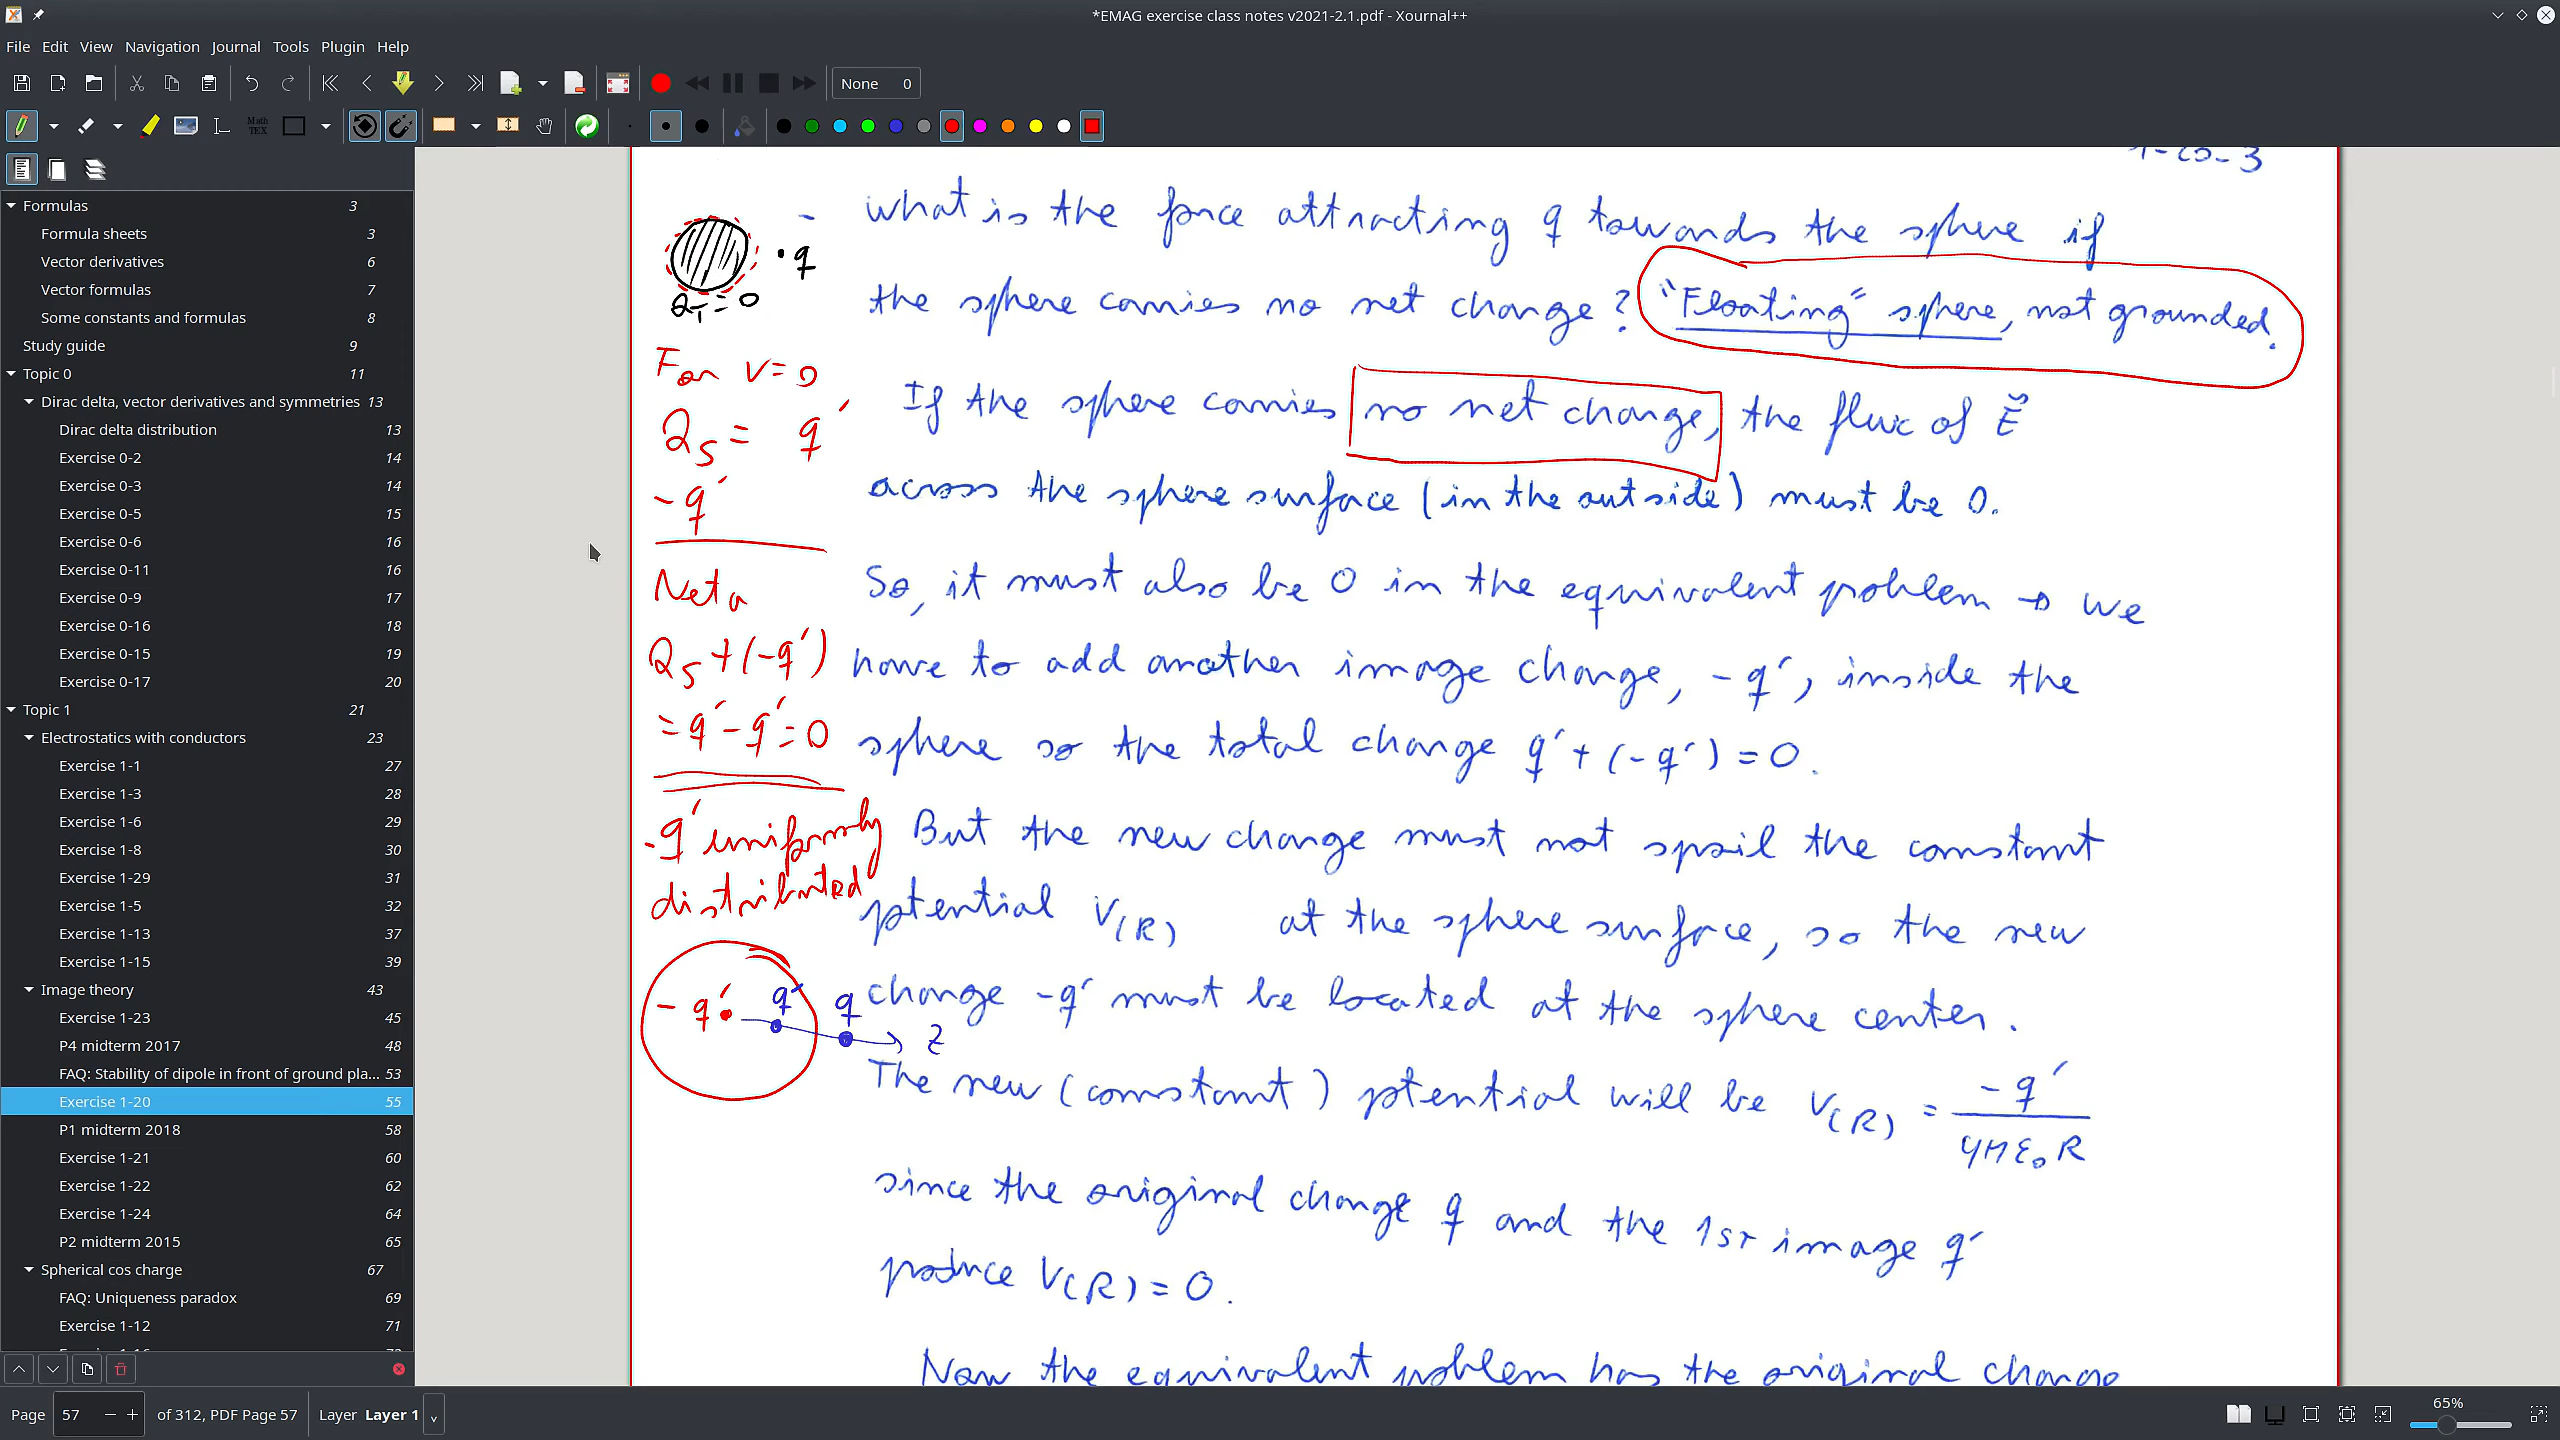 *EMAG exercise class notes v2021-2.1.pdf - Xournal++
File Edit View Navigation Journal Tools Plugin Help
None 0
Math
TEX
Formulas 3
Formula sheets 3
Vector derivatives 6
Vector formulas 7
Some constants and formulas 8
Study guide 9
Topic 0 11
Dirac delta, vector derivatives and symmetries 13
Dirac delta distribution 13
Exercise 0-2 14
Exercise 0-3 14
Exercise 0-5 15
Exercise 0-6 16
Exercise 0-11 16
Exercise 0-9 17
Exercise 0-16 18
Exercise 0-15 19
Exercise 0-17 20
Topic 1 21
Electrostatics with conductors 23
Exercise 1-1 27
Exercise 1-3 28
Exercise 1-6 29
Exercise 1-8 30
Exercise 1-29 31
Exercise 1-5 32
Exercise 1-13 37
Exercise 1-15 39
Image theory 43
Exercise 1-23 45
P4 midterm 2017 48
FAQ: Stability of dipole in front of ground pla... 53
Exercise 1-20 55
P1 midterm 2018 58
Exercise 1-21 60
Exercise 1-22 62
Exercise 1-24 64
P2 midterm 2015 65
Spherical cos charge 67
FAQ: Uniqueness paradox 69
Exercise 1-12 71
q
Q_T = 0
For V=0
Q_S = q'
-q'
Net a
Q_S + (-q')
= q' - q' = 0
-q' uniformly
distributed
-q' q' q z
- what is the force attracting q towards the sphere if
the sphere carries no net charge? "Floating" sphere, not grounded.
If the sphere carries no net charge, the flux of E
across the sphere surface (in the outside) must be 0.
So, it must also be 0 in the equivalent problem → we
have to add another image charge, -q', inside the
sphere so the total charge q' + (-q') = 0.
But the new charge must not spoil the constant
potential V(R) at the sphere surface, so the new
charge -q' must be located at the sphere center.
The new (constant) potential will be V(R) = -q' / 4πε₀R
since the original charge q and the 1st image q'
produce V(R) = 0.
Now the equivalent problem has the original charge
Page 57 of 312, PDF Page 57 Layer Layer 1 65%